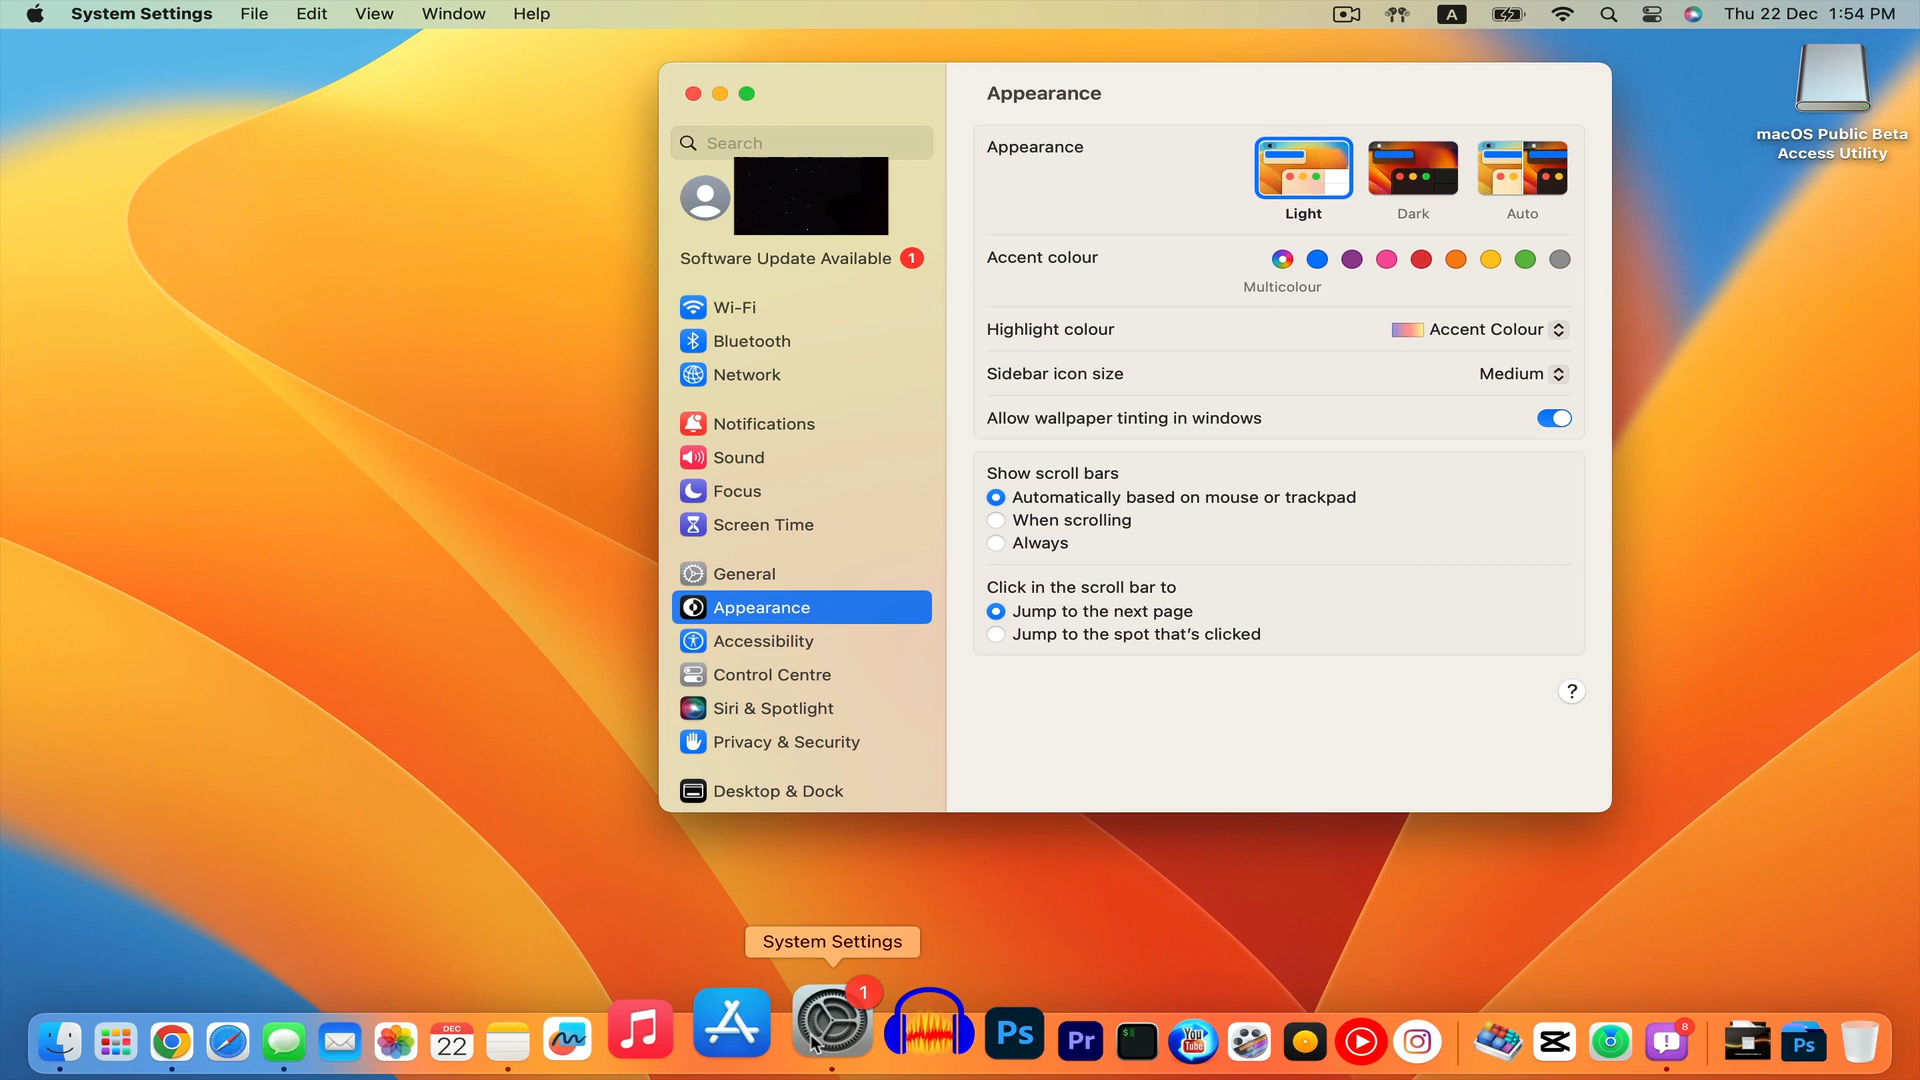 System Settings File Edit View Window Help
A
Thu 22 Dec 1:54 PM
macOS Public Beta
Access Utility
Search
Software Update Available 1
Wi-Fi
Bluetooth
Network
Notifications
Sound
Focus
Screen Time
General
Appearance
Accessibility
Control Centre
Siri & Spotlight
Privacy & Security
Desktop & Dock
Appearance
Appearance
Light
Dark
Auto
Accent colour
Multicolour
Highlight colour
Accent Colour
Sidebar icon size
Medium
Allow wallpaper tinting in windows
Show scroll bars
Automatically based on mouse or trackpad
When scrolling
Always
Click in the scroll bar to
Jump to the next page
Jump to the spot that's clicked
?
System Settings
1
DEC
22
Ps
Pr
$
You
Tube
8
Ps